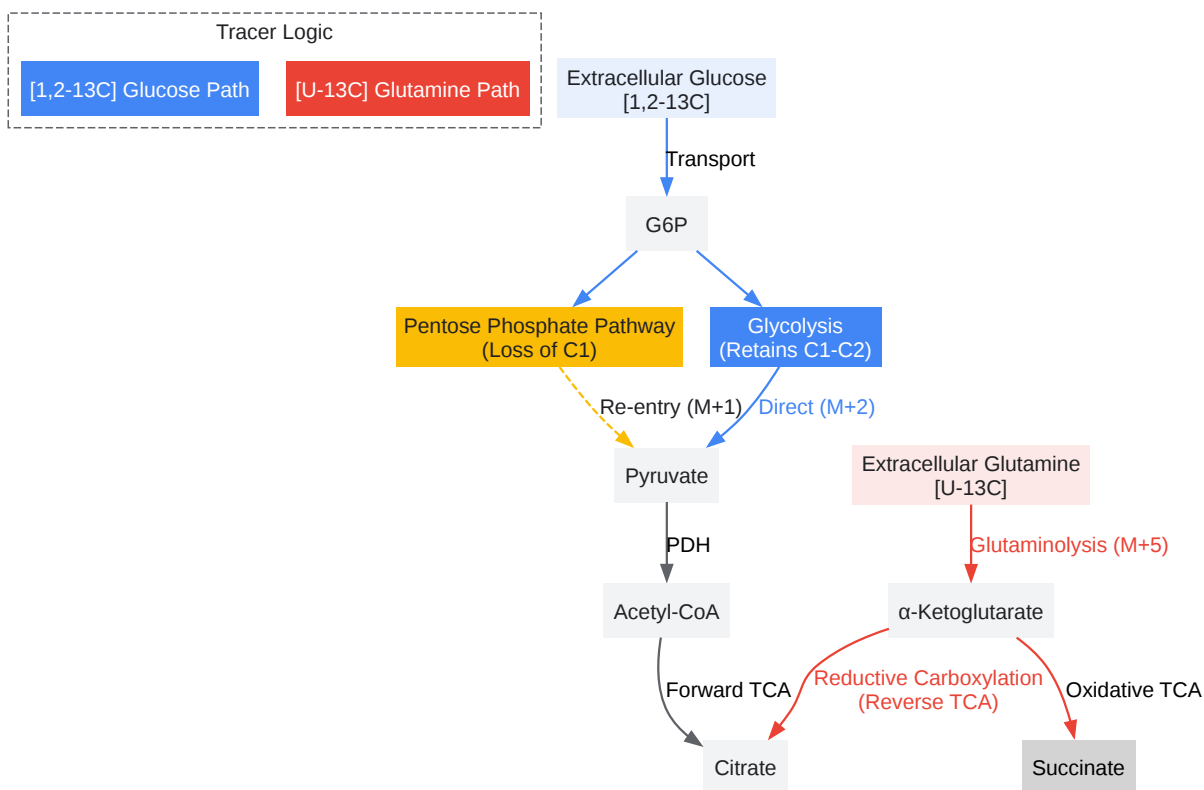 Tracer Logic
[1,2-13C] Glucose Path
[U-13C] Glutamine Path
Extracellular Glucose
[1,2-13C]
Transport
G6P
Pentose Phosphate Pathway
(Loss of C1)
Glycolysis
(Retains C1-C2)
Re-entry (M+1)
Direct (M+2)
Pyruvate
Extracellular Glutamine
[U-13C]
PDH
Glutaminolysis (M+5)
Acetyl-CoA
α-Ketoglutarate
Forward TCA
Reductive Carboxylation
(Reverse TCA)
Oxidative TCA
Citrate
Succinate